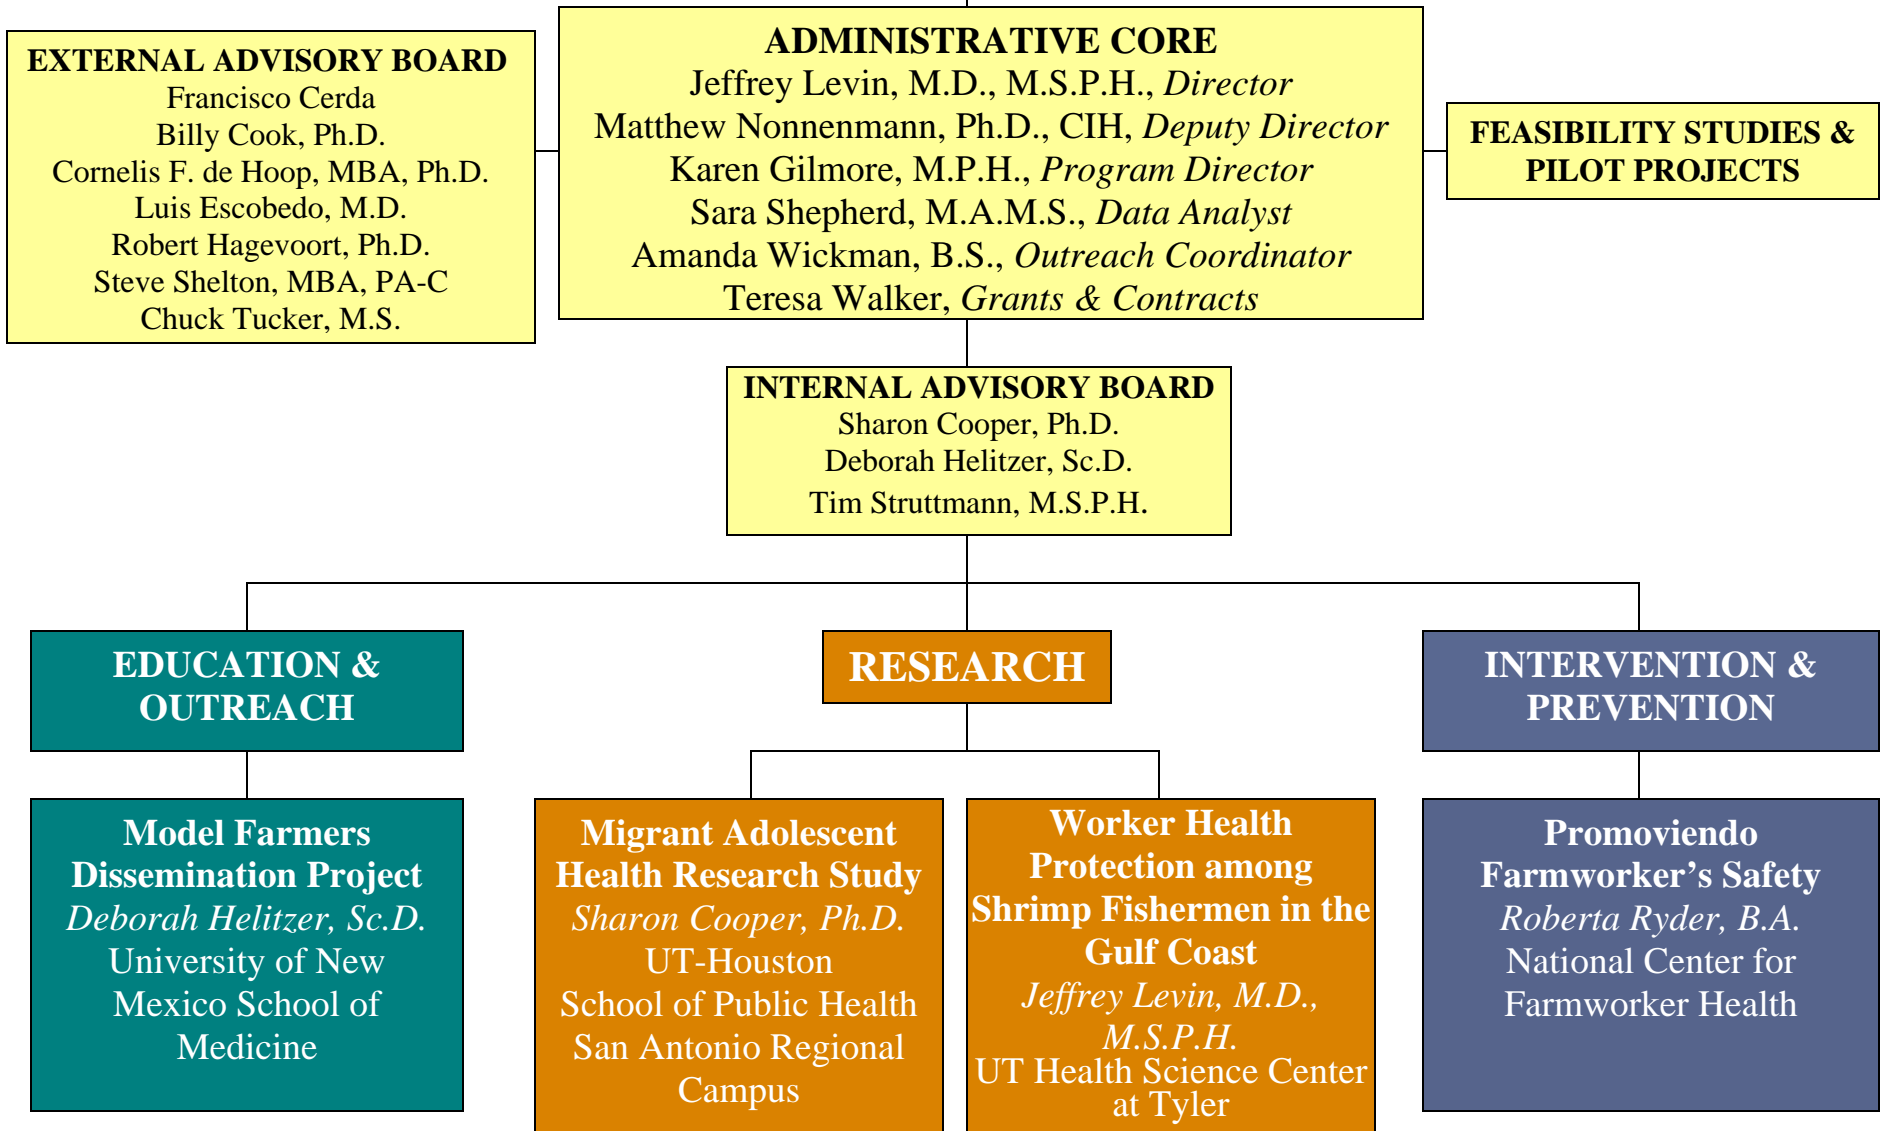 EXTERNAL ADVISORY BOARD
Francisco Cerda
Billy Cook, Ph.D.
Cornelis F. de Hoop, MBA, Ph.D.
Luis Escobedo, M.D.
Robert Hagevoort, Ph.D.
Steve Shelton, MBA, PA-C
Chuck Tucker, M.S.
ADMINISTRATIVE CORE
Jeffrey Levin, M.D., M.S.P.H., Director
Matthew Nonnenmann, Ph.D., CIH, Deputy Director
Karen Gilmore, M.P.H., Program Director
Sara Shepherd, M.A.M.S., Data Analyst
Amanda Wickman, B.S., Outreach Coordinator
Teresa Walker, Grants & Contracts
FEASIBILITY STUDIES &
PILOT PROJECTS
INTERNAL ADVISORY BOARD
Sharon Cooper, Ph.D.
Deborah Helitzer, Sc.D.
Tim Struttmann, M.S.P.H.
EDUCATION &
OUTREACH
RESEARCH
INTERVENTION &
PREVENTION
Model Farmers
Dissemination Project
Deborah Helitzer, Sc.D.
University of New
Mexico School of
Medicine
Migrant Adolescent
Health Research Study
Sharon Cooper, Ph.D.
UT-Houston
School of Public Health
San Antonio Regional
Campus
Worker Health
Protection among
Shrimp Fishermen in the
Gulf Coast
Jeffrey Levin, M.D.,
M.S.P.H.
UT Health Science Center
at Tyler
Promoviendo
Farmworker’s Safety
Roberta Ryder, B.A.
National Center for
Farmworker Health